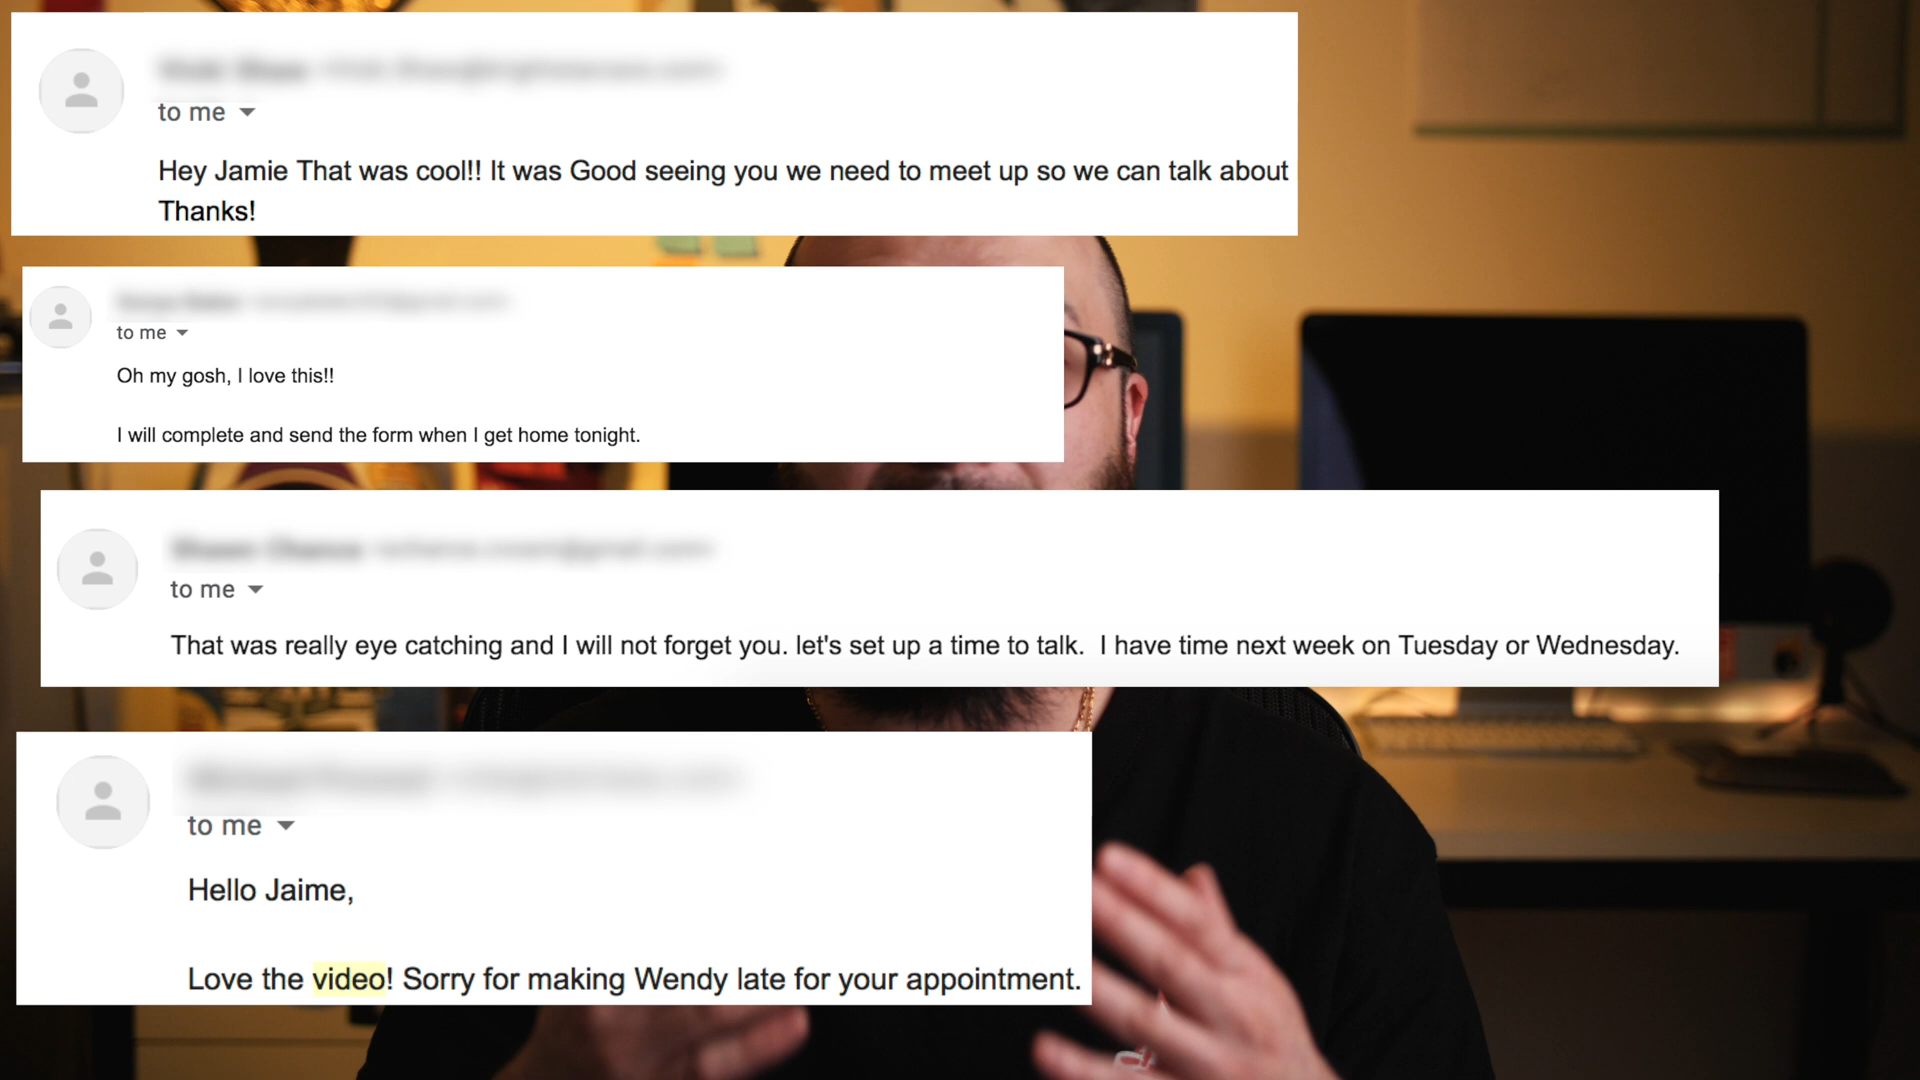 to me
Hey Jamie That was cool!! It was Good seeing you we need to meet up so we can talk about
Thanks!
to me
Oh my gosh, I love this!!
I will complete and send the form when I get home tonight.
to me
That was really eye catching and I will not forget you. let's set up a time to talk.  I have time next week on Tuesday or Wednesday.
to me
Hello Jaime,
Love the video! Sorry for making Wendy late for your appointment.